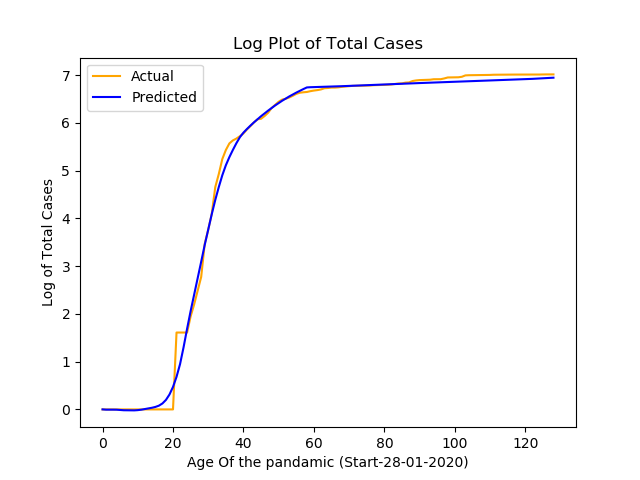 Log Plot of Total Cases
Actual
Predicted
7
6
5
4
3
2
1
0
Log of Total Cases
0 20 40 60 80 100 120
Age Of the pandamic (Start-28-01-2020)